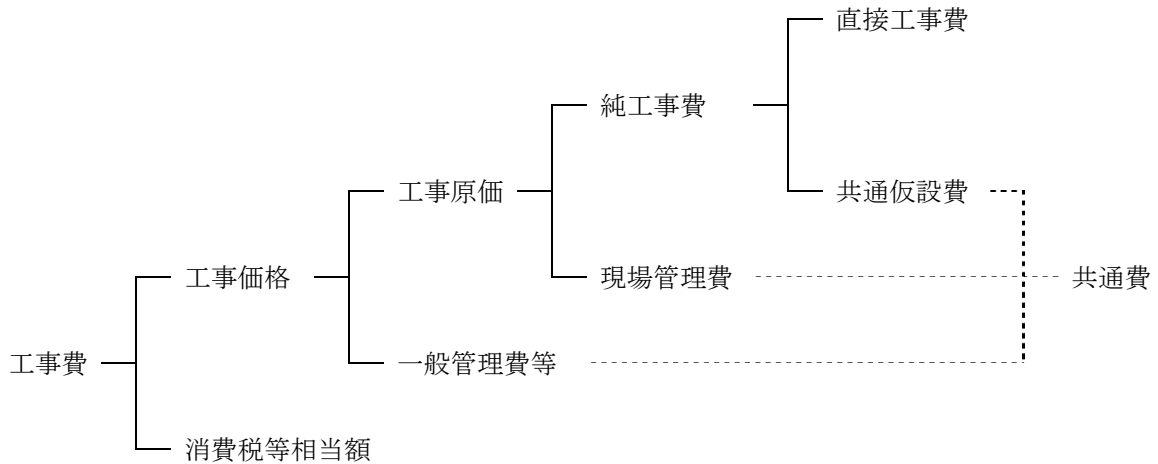 直接工事費
純工事費
工事原価
共通仮設費
工事価格
現場管理費
共通費
工事費
一般管理費等
消費税等相当額